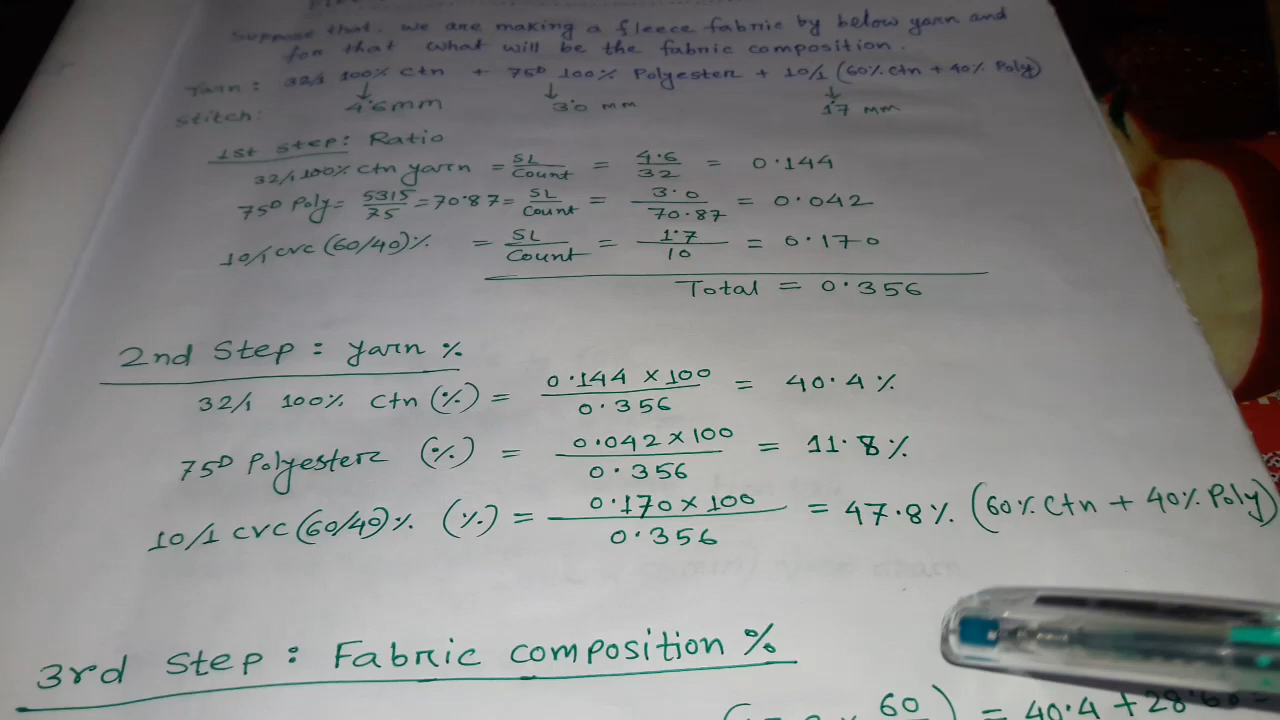 Suppose that, we are making a fleece fabric by below yarn and
for that what will be the fabric composition.
Yarn : 32/1 100% Ctn + 75D 100% Polyester + 10/1 (60% Ctn + 40% Poly)
Stitch: 4.6mm 3.0 mm 1.7 mm
1st Step: Ratio
32/1 100% Ctn yarn = SL/Count = 4.6/32 = 0.144
75D Poly = 5315/75 = 70.87 = SL/Count = 3.0/70.87 = 0.042
10/1 CVC (60/40)% = SL/Count = 1.7/10 = 0.170
Total = 0.356
2nd Step : Yarn %
32/1 100% Ctn (%) = 0.144 X 100/0.356 = 40.4 %
75D Polyester (%) = 0.042 X 100/0.356 = 11.8 %
10/1 CVC (60/40)% (%) = 0.170 X 100/0.356 = 47.8 % (60% Ctn + 40% Poly)
3rd Step : Fabric composition %
60 ) = 40.4 + 28.60